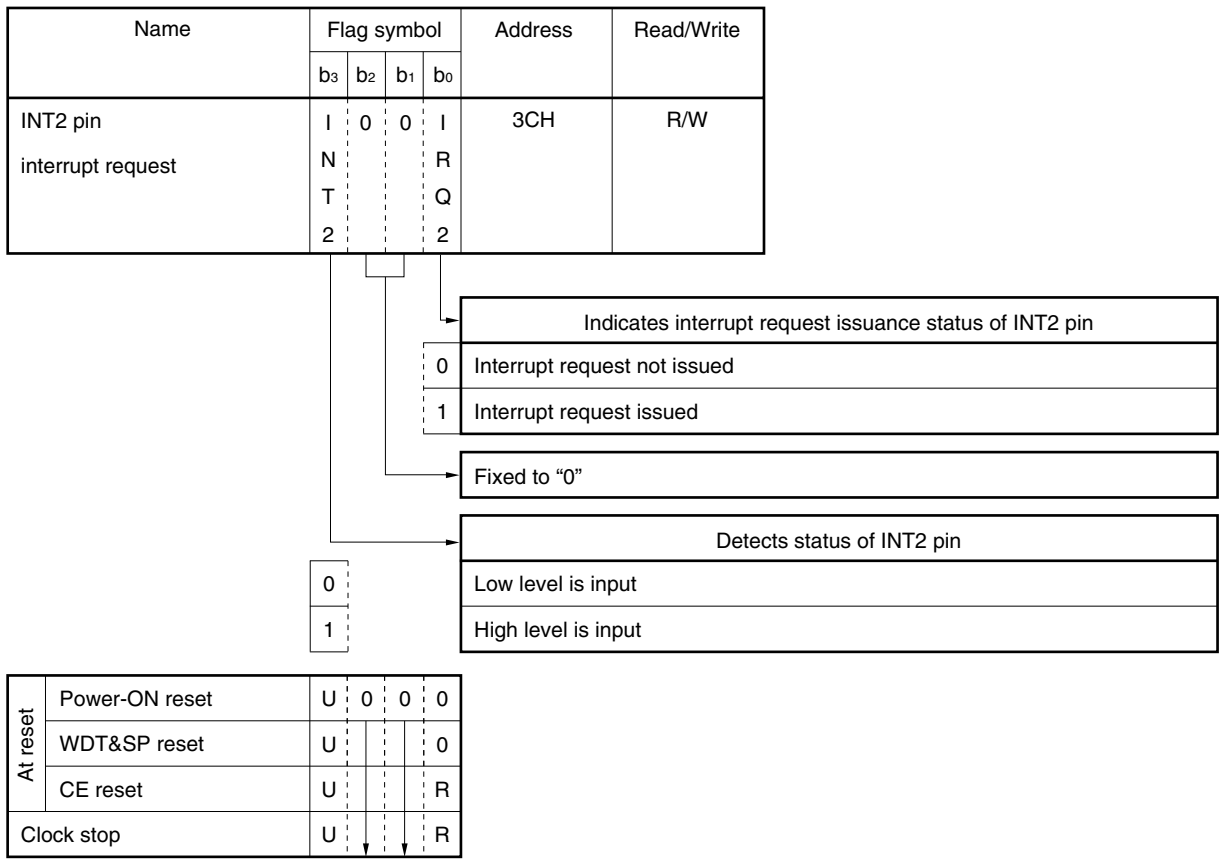 Name Flag symbol Address Read/Write
b3 b2 b1 b0
INT2 pin I 0 0 I 3CH R/W
interrupt request N R
T Q
2 2
Indicates interrupt request issuance status of INT2 pin
0 Interrupt request not issued
1 Interrupt request issued
Fixed to “0”
Detects status of INT2 pin
0 Low level is input
1 High level is input
At reset
Power-ON reset U 0 0 0
WDT&SP reset U 0
CE reset U R
Clock stop U R